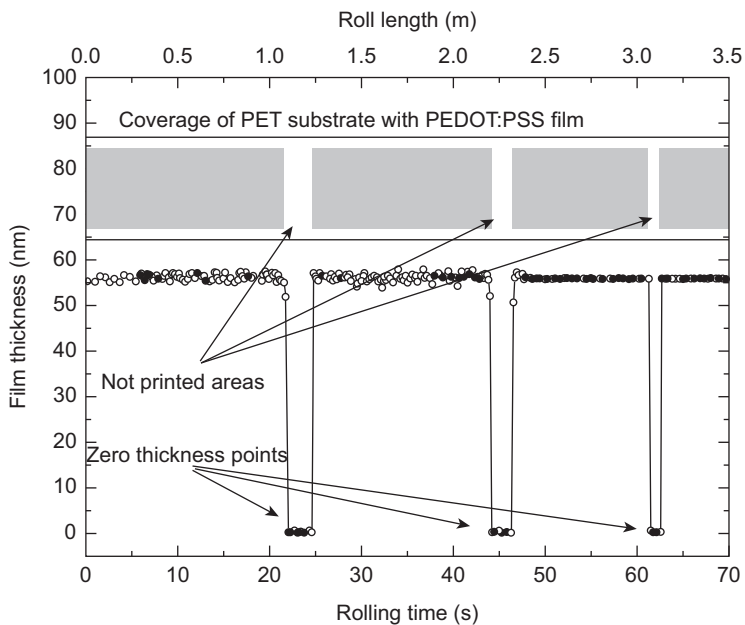 Roll length (m)
0.0 0.5 1.0 1.5 2.0 2.5 3.0 3.5
100
90
80
70
60
50
40
30
20
10
0
Film thickness (nm)
Coverage of PET substrate with PEDOT:PSS film
Not printed areas
Zero thickness points
0 10 20 30 40 50 60 70
Rolling time (s)